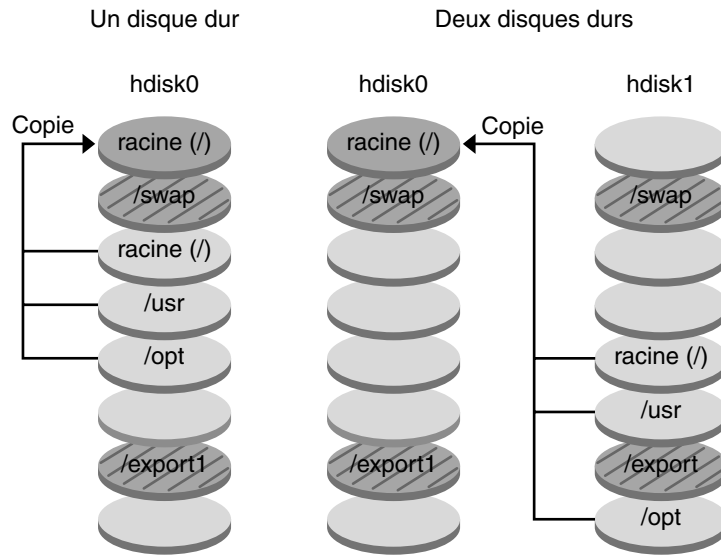 Un disque dur
Deux disques durs
hdisk0
hdisk0
hdisk1
Copie
racine (/)
/swap
racine (/)
/usr
/opt
/export1
racine (/)
Copie
/swap
/export1
/swap
racine (/)
/usr
/export
/opt